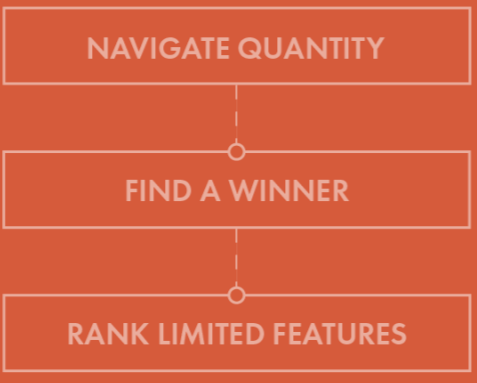 NAVIGATE QUANTITY
FIND A WINNER
RANK LIMITED FEATURES